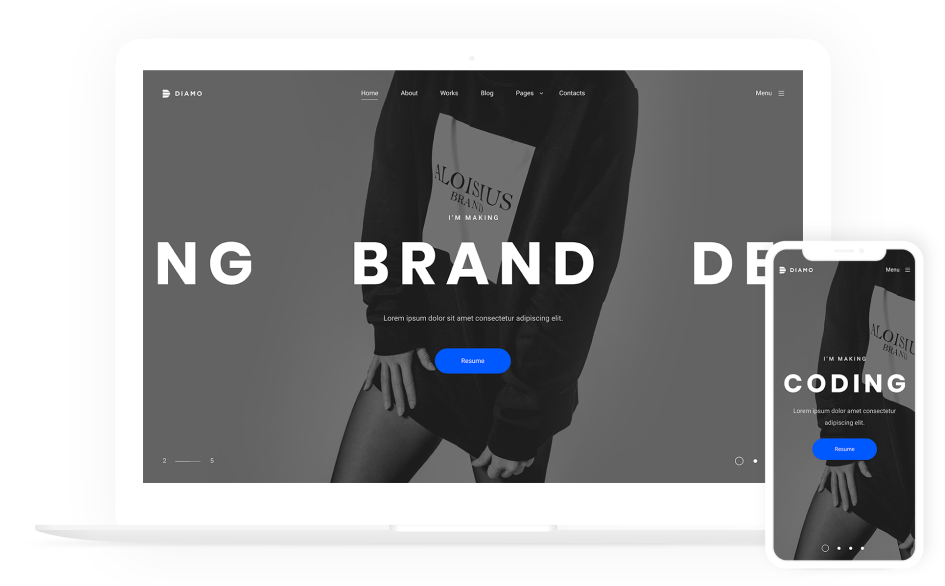 DIAMO
Home About Works Blog Pages Contacts
Menu
ALOISIUS
BRAND
I'M MAKING
NG BRAND DE
Lorem ipsum dolor sit amet consectetur adipiscing elit.
Resume
2 5
DIAMO
Menu
ALOISIUS
BRAND
I'M MAKING
CODING
Lorem ipsum dolor amet consectetur
adipiscing elit.
Resume